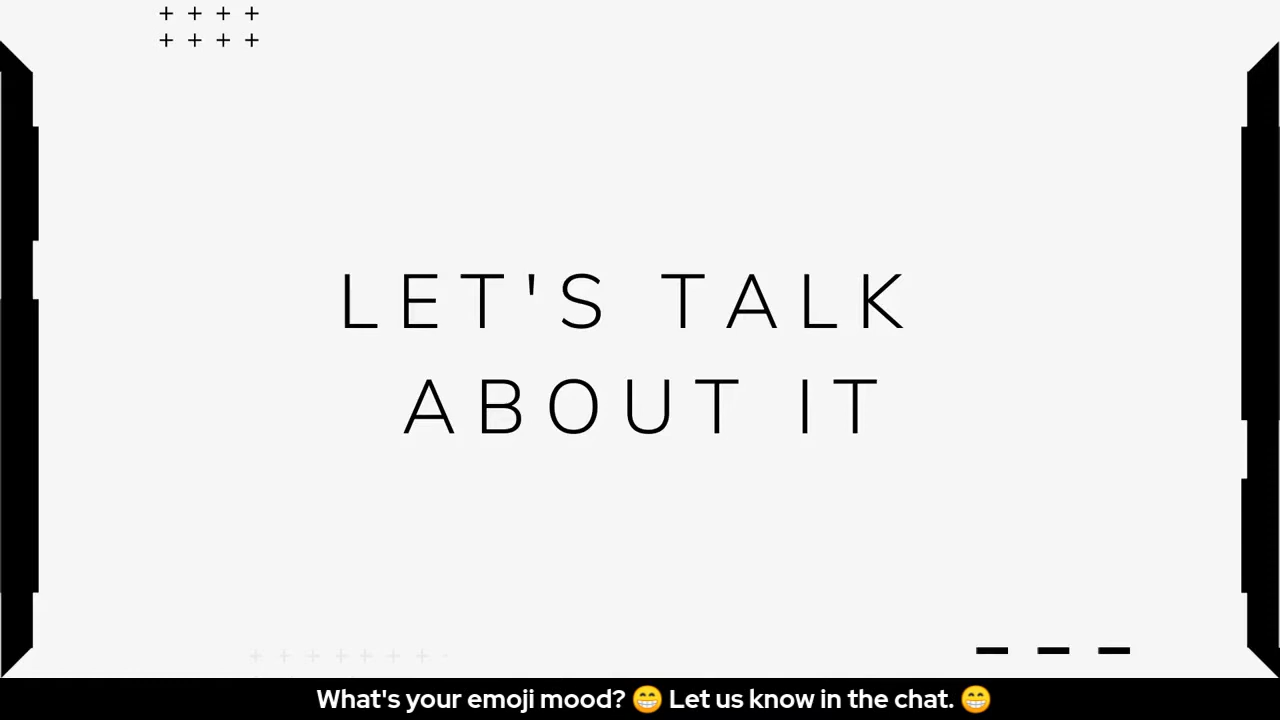 LET'S TALK
ABOUT IT
What's your emoji mood? 😁 Let us know in the chat. 😁